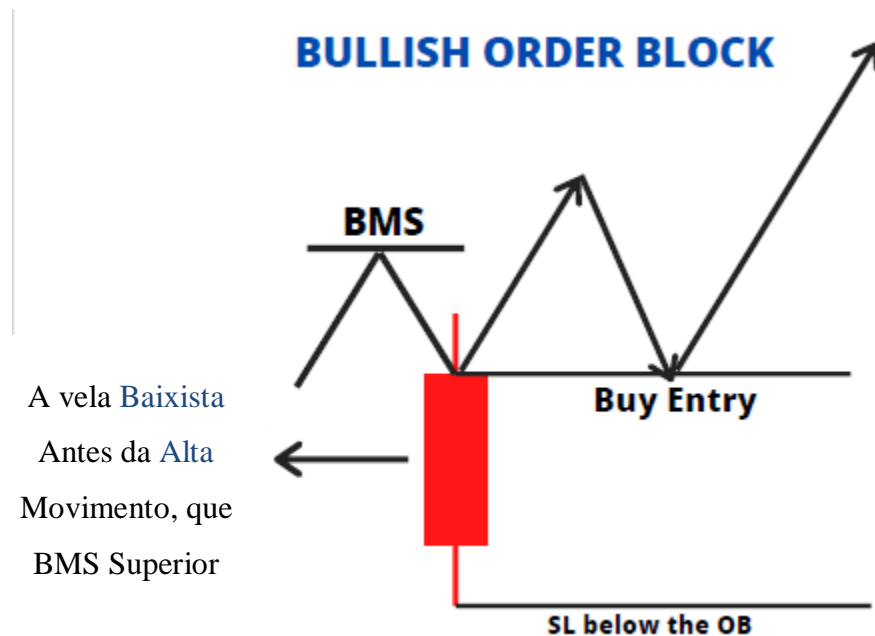 BULLISH ORDER BLOCK
BMS
A vela Baixista
Antes da Alta
Movimento, que
BMS Superior
Buy Entry
SL below the OB